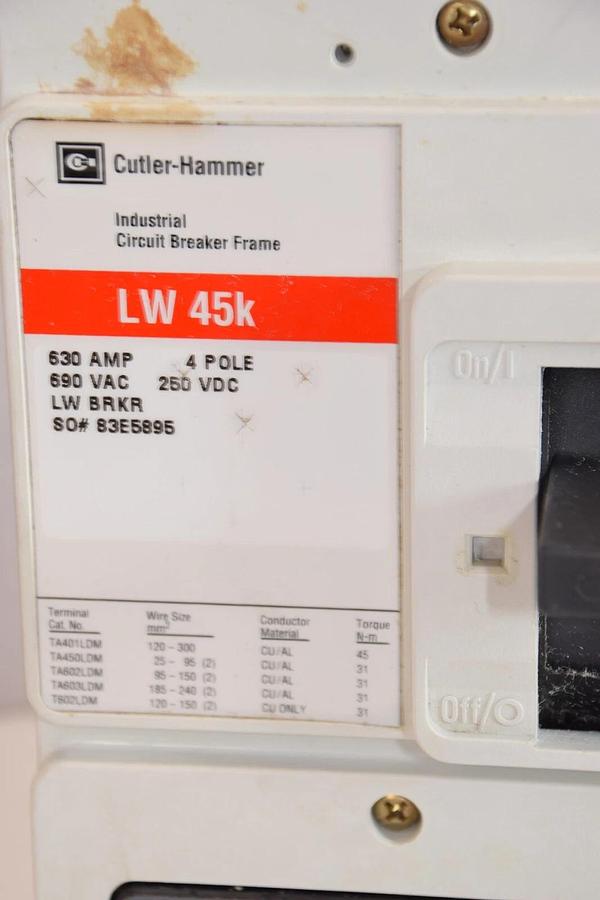 Cutler-Hammer
Industrial
Circuit Breaker Frame
LW 45k
630 AMP 4 POLE
690 VAC 250 VDC
LW BRKR
SO# 83E5895
On/I
Off/O
Terminal Wire Size Conductor Torque
Cat. No. mm² Material N-m
TA401LDM 120-300 CU/AL 45
TA450LDM 25- 95 (2) CU/AL 31
TA602LDM 95-150 (2) CU/AL 31
TA603LDM 185-240 (2) CU/AL 31
T602LDM 120-150 (2) CU ONLY 31